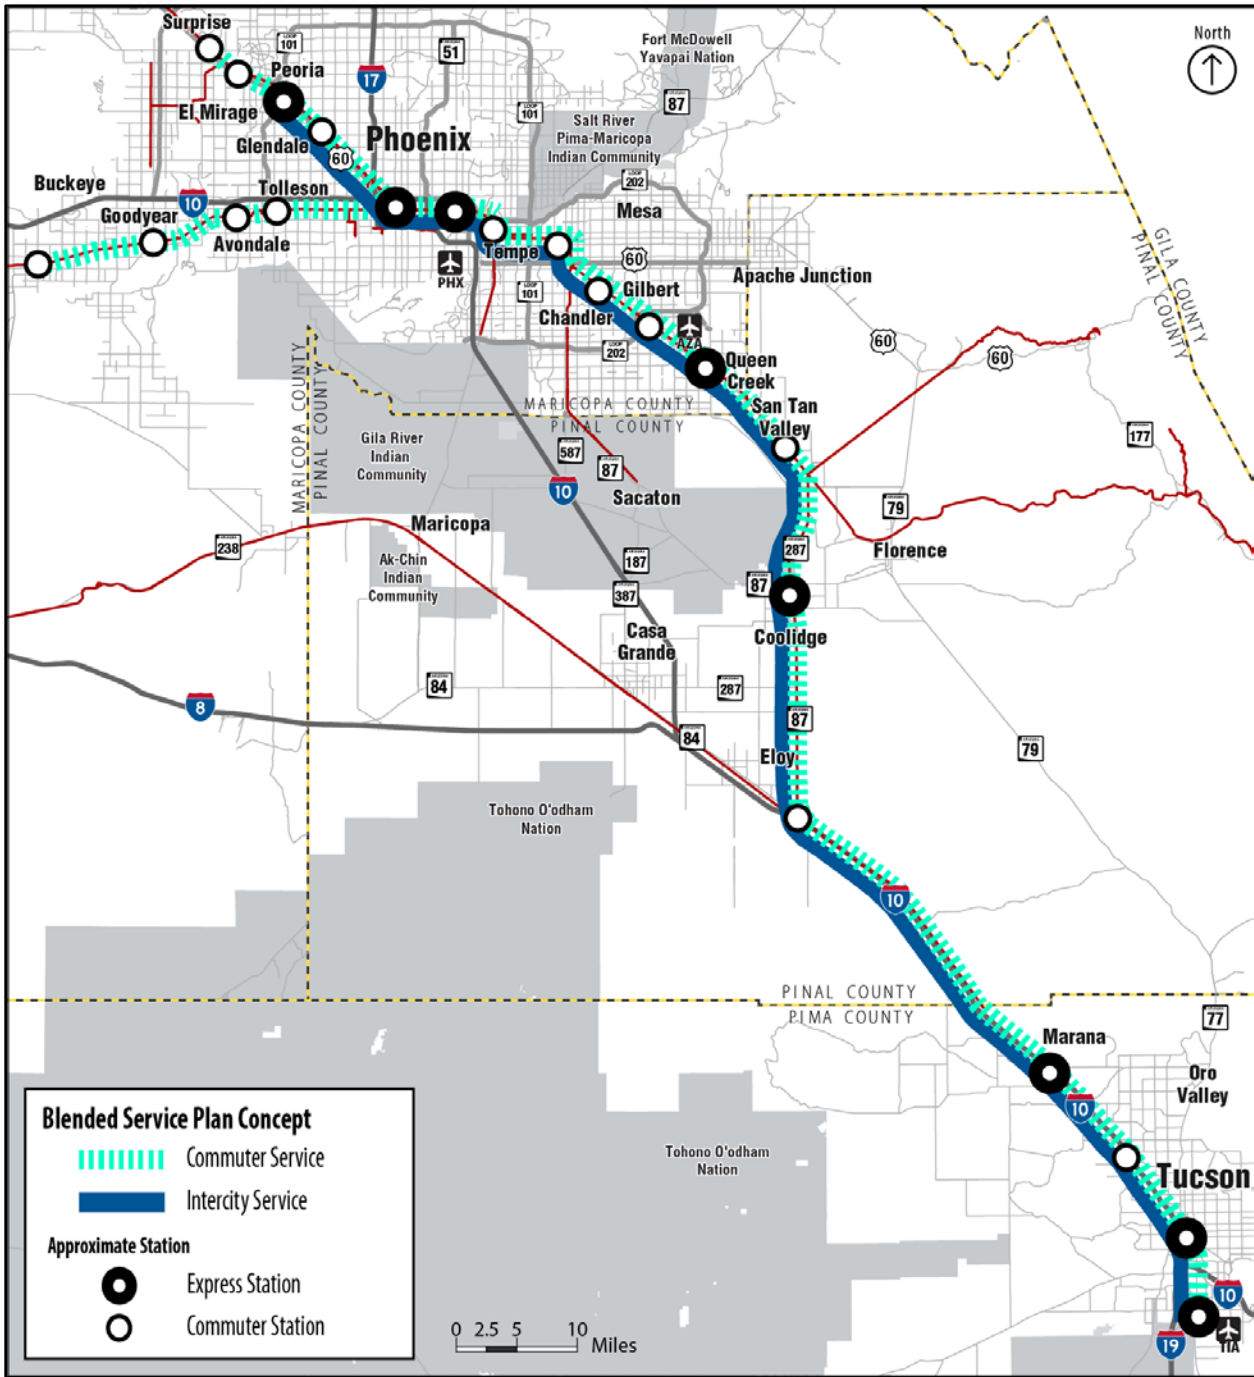 Surprise
LOOP
101
51
Fort McDowell
Yavapai Nation
North
Peoria
17
El Mirage
87
LOOP
101
Phoenix
Salt River
Pima-Maricopa
Indian Community
Glendale
60
LOOP
202
Buckeye
10
Tolleson
Goodyear
Mesa
Avondale
Tempe
60
PHX
Apache Junction
GILA COUNTY
PINAL COUNTY
LOOP
101
Gilbert
Chandler
AZA
LOOP
202
Queen
Creek
60
60
MARICOPA COUNTY
PINAL COUNTY
MARICOPA COUNTY
PINAL COUNTY
San Tan
Valley
177
Gila River
Indian
Community
587
87
10
Sacaton
79
Maricopa
238
287
Florence
Ak-Chin
Indian
Community
187
87
387
Coolidge
Casa
Grande
84
287
8
87
84
79
Eloy
Tohono O'odham
Nation
10
PINAL COUNTY
PIMA COUNTY
77
Marana
Oro
Valley
10
Tohono O'odham
Nation
Tucson
10
TIA
19
Blended Service Plan Concept
Commuter Service
Intercity Service
Approximate Station
Express Station
Commuter Station
0 2.5 5 10
Miles